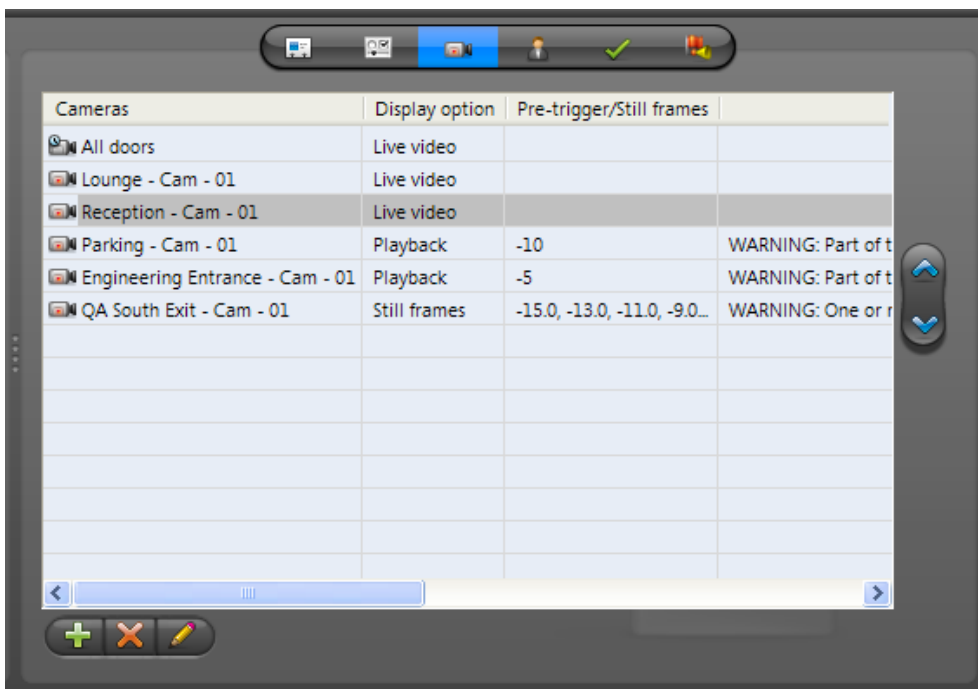 Cameras Display option Pre-trigger/Still frames
All doors Live video
Lounge - Cam - 01 Live video
Reception - Cam - 01 Live video
Parking - Cam - 01 Playback -10 WARNING: Part of t
Engineering Entrance - Cam - 01 Playback -5 WARNING: Part of t
QA South Exit - Cam - 01 Still frames -15.0, -13.0, -11.0, -9.0... WARNING: One or r